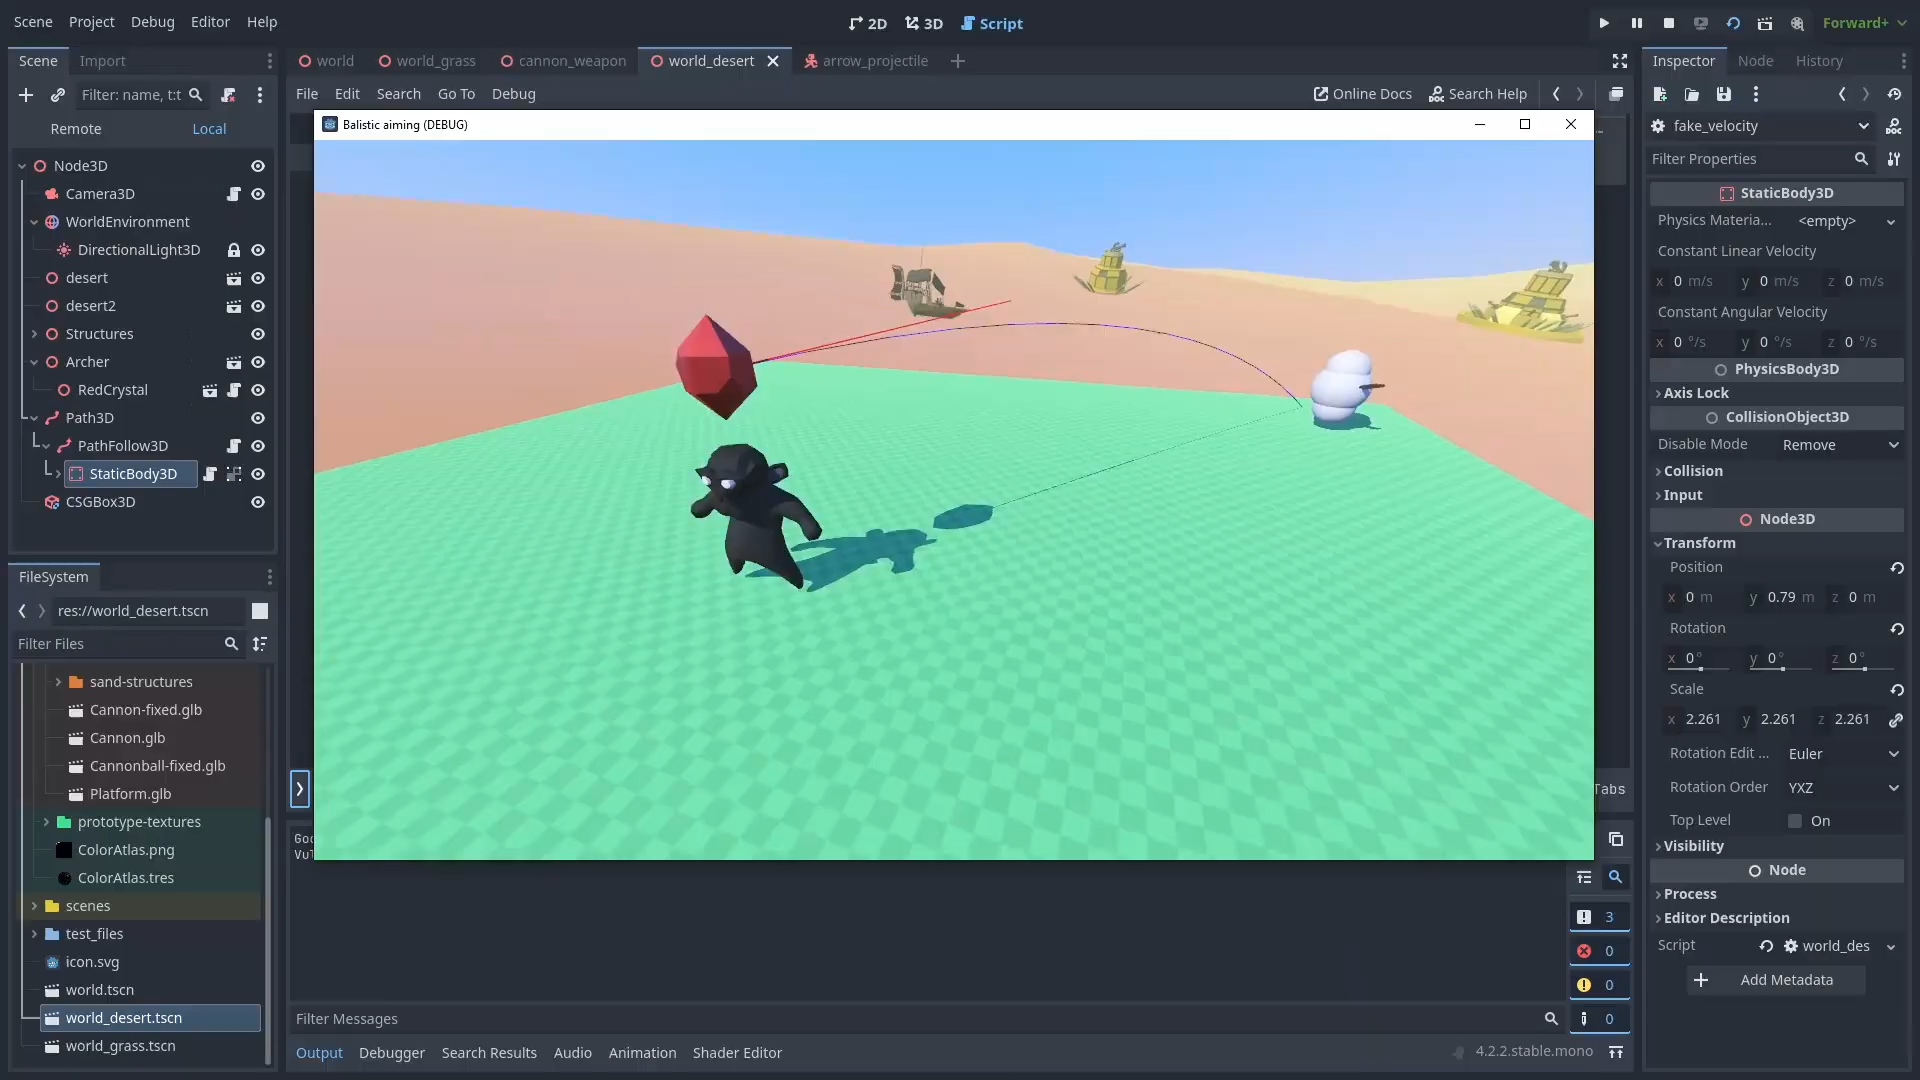 Scene Project Debug Editor Help
2D 3D Script
Forward+
Scene Import
world world_grass cannon_weapon world_desert arrow_projectile
Inspector Node History
Filter: name, t:t
File Edit Search Go To Debug
Online Docs Search Help
Remote Local
Balistic aiming (DEBUG)
fake_velocity
Filter Properties
Node3D
Camera3D
WorldEnvironment
DirectionalLight3D
desert
desert2
Structures
Archer
RedCrystal
Path3D
PathFollow3D
StaticBody3D
CSGBox3D
StaticBody3D
Physics Materia... <empty>
Constant Linear Velocity
x 0 m/s y 0 m/s z 0 m/s
Constant Angular Velocity
x 0 °/s y 0 °/s z 0 °/s
PhysicsBody3D
Axis Lock
CollisionObject3D
Disable Mode Remove
Collision
Input
Node3D
Transform
Position
x 0 m y 0.79 m z 0 m
Rotation
x 0° y 0° z 0°
Scale
x 2.261 y 2.261 z 2.261
Rotation Edit ... Euler
Rotation Order YXZ
Top Level On
Visibility
Node
Process
Editor Description
Script world_des
Add Metadata
FileSystem
res://world_desert.tscn
Filter Files
sand-structures
Cannon-fixed.glb
Cannon.glb
Cannonball-fixed.glb
Platform.glb
prototype-textures
ColorAtlas.png
ColorAtlas.tres
scenes
test_files
icon.svg
world.tscn
world_desert.tscn
world_grass.tscn
Tabs
3
0
0
0
Filter Messages
Output Debugger Search Results Audio Animation Shader Editor
4.2.2.stable.mono